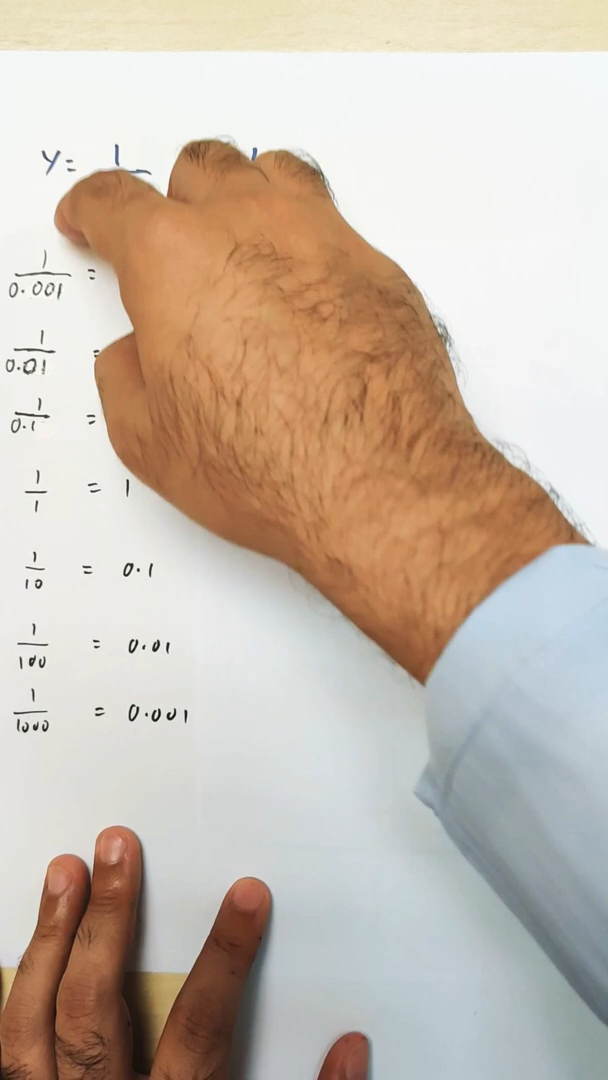 Y = 1
1/0.001 =
1/0.01 =
1/0.1 =
1/1 = 1
1/10 = 0.1
1/100 = 0.01
1/1000 = 0.001